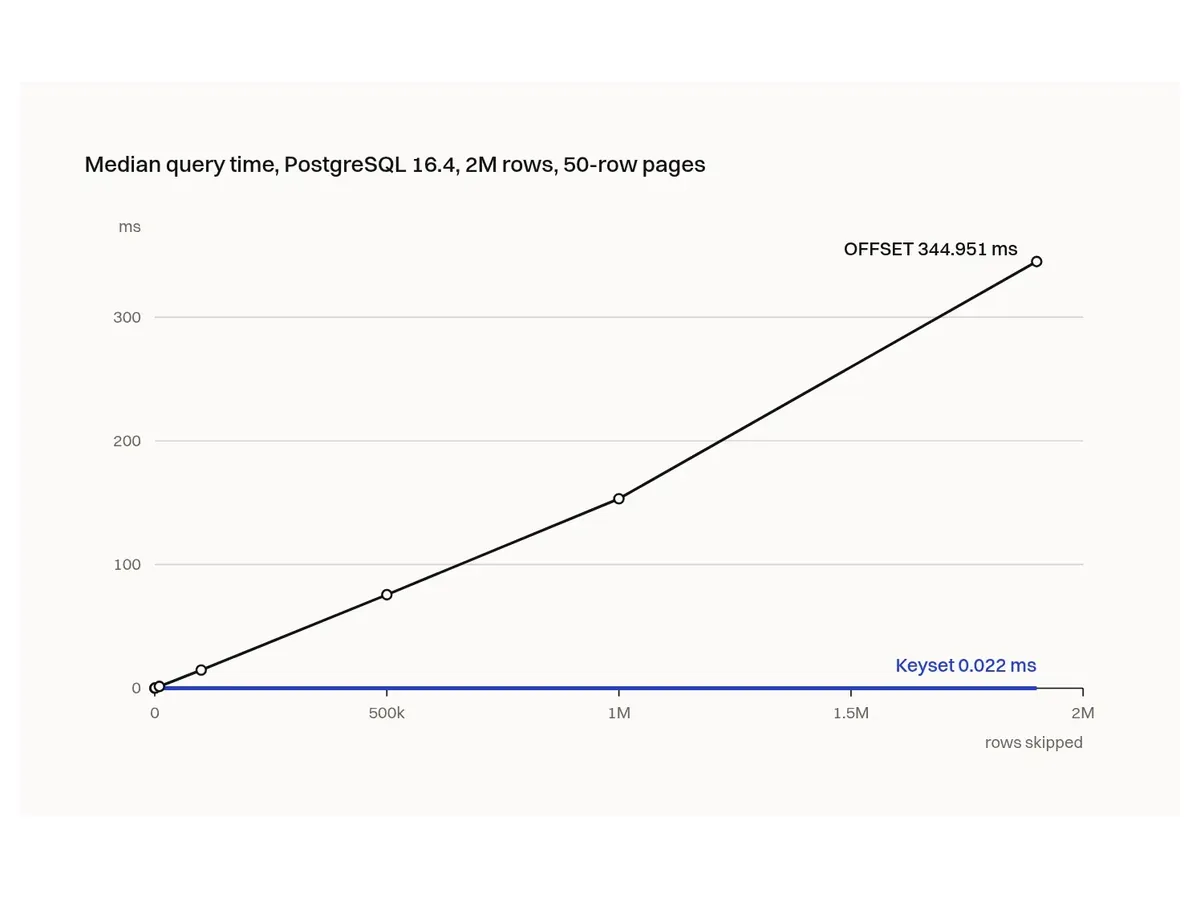 Median query time, PostgreSQL 16.4, 2M rows, 50-row pages
ms
OFFSET 344.951 ms
300
200
100
Keyset 0.022 ms
0
0 500k 1M 1.5M 2M
rows skipped